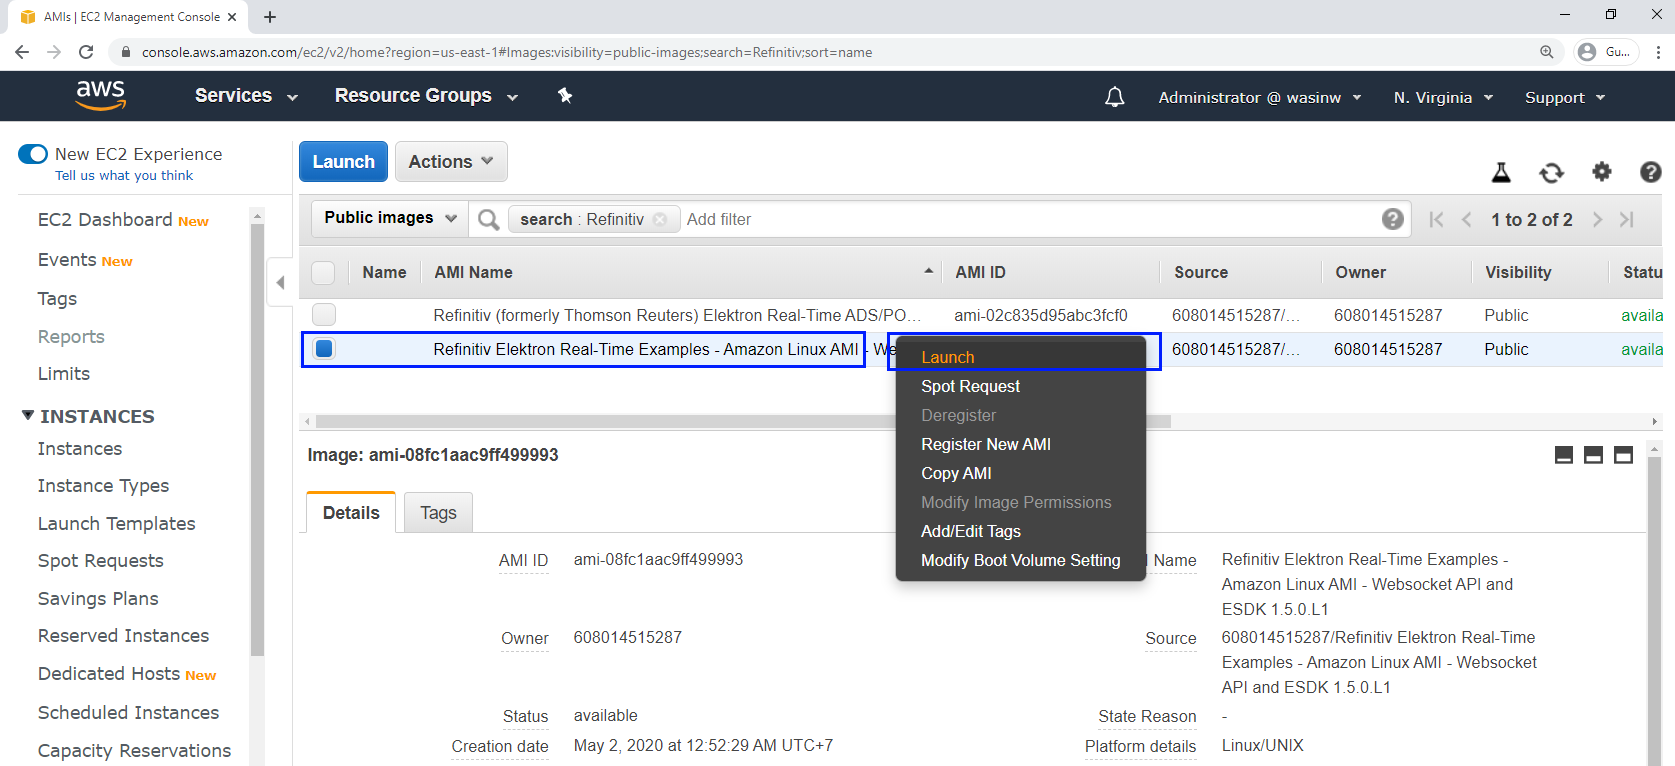 AMIs | EC2 Management Console
console.aws.amazon.com/ec2/v2/home?region=us-east-1#Images:visibility=public-images;search=Refinitiv;sort=name
Gu...
aws
Services
Resource Groups
Administrator @ wasinw
N. Virginia
Support
New EC2 Experience
Tell us what you think
EC2 Dashboard New
Events New
Tags
Reports
Limits
INSTANCES
Instances
Instance Types
Launch Templates
Spot Requests
Savings Plans
Reserved Instances
Dedicated Hosts New
Scheduled Instances
Capacity Reservations
Launch
Actions
Public images
search : Refinitiv
Add filter
1 to 2 of 2
Name AMI Name AMI ID Source Owner Visibility Statu
Refinitiv (formerly Thomson Reuters) Elektron Real-Time ADS/PO... ami-02c835d95abc3fcf0 608014515287/... 608014515287 Public availa
Refinitiv Elektron Real-Time Examples - Amazon Linux AMI - We 608014515287/... 608014515287 Public availa
Launch
Spot Request
Deregister
Register New AMI
Copy AMI
Modify Image Permissions
Add/Edit Tags
Modify Boot Volume Setting
Image: ami-08fc1aac9ff499993
Details
Tags
AMI ID ami-08fc1aac9ff499993
Name Refinitiv Elektron Real-Time Examples -
Amazon Linux AMI - Websocket API and
ESDK 1.5.0.L1
Owner 608014515287
Source 608014515287/Refinitiv Elektron Real-Time
Examples - Amazon Linux AMI - Websocket
API and ESDK 1.5.0.L1
Status available
State Reason -
Creation date May 2, 2020 at 12:52:29 AM UTC+7
Platform details Linux/UNIX